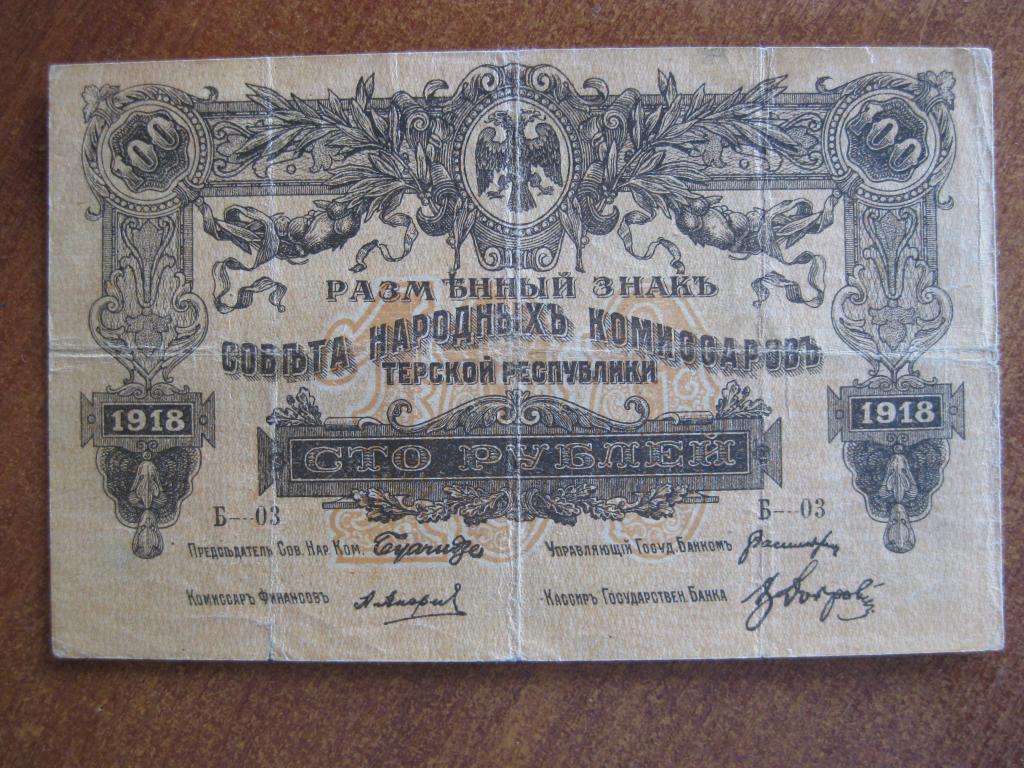 100 100
РАЗМѢННЫЙ ЗНАКЪ
СОВѢТА НАРОДНЫХЪ КОМИССАРОВЪ
ТЕРСКОЙ РЕСПУБЛИКИ
1918 1918
СТО РУБЛЕЙ
Б---03 Б---03
Предсѣдатель Сов. Нар. Ком. Буачидзе Управляющій Госуд. Банкомъ
Комиссаръ Финансовъ Кассиръ Государствен. Банка